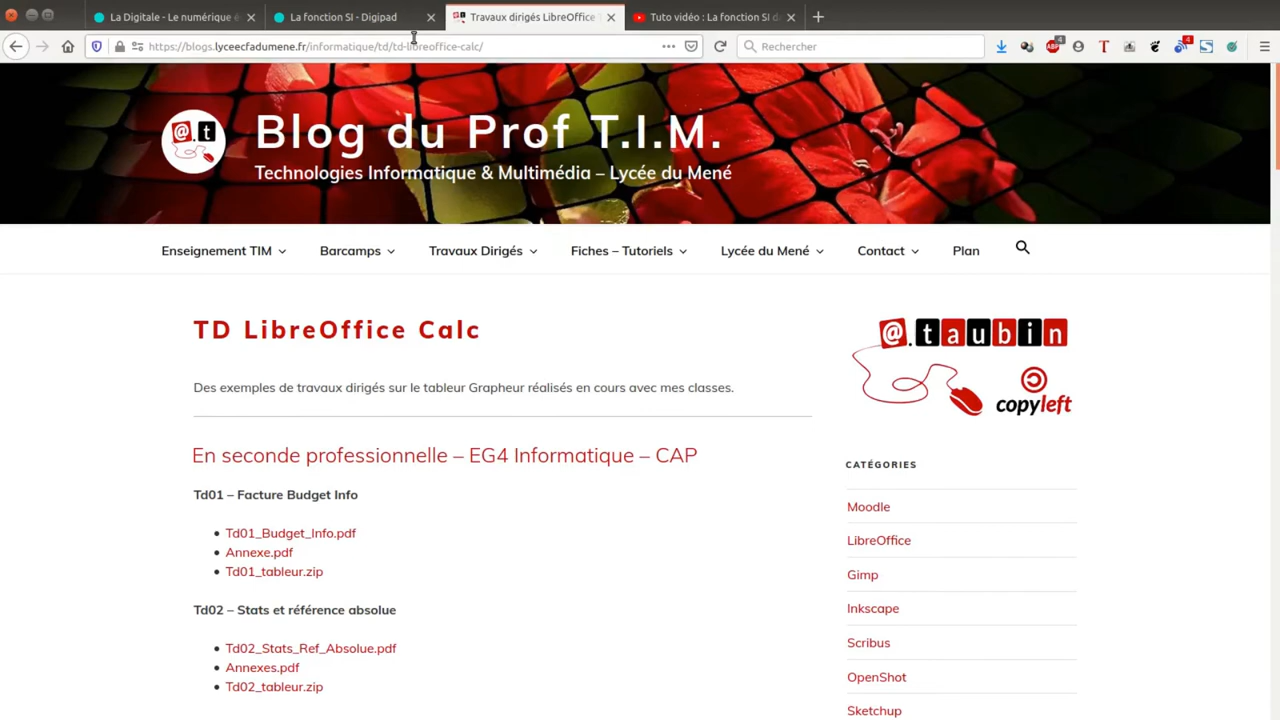 La Digitale - Le numérique
La fonction SI - Digipad
Travaux dirigés LibreOffice
Tuto vidéo : La fonction SI d
https://blogs.lyceecfadumene.fr/informatique/td/td-libreoffice-calc/
Rechercher
ABP
4
T
4
@.t
Blog du Prof T.I.M.
Technologies Informatique & Multimédia – Lycée du Mené
Enseignement TIM
Barcamps
Travaux Dirigés
Fiches – Tutoriels
Lycée du Mené
Contact
Plan
TD LibreOffice Calc
Des exemples de travaux dirigés sur le tableur Grapheur réalisés en cours avec mes classes.
En seconde professionnelle – EG4 Informatique – CAP
Td01 – Facture Budget Info
• Td01_Budget_Info.pdf
• Annexe.pdf
• Td01_tableur.zip
Td02 – Stats et référence absolue
• Td02_Stats_Ref_Absolue.pdf
• Annexes.pdf
• Td02_tableur.zip
@.taubin
copyleft
CATÉGORIES
Moodle
LibreOffice
Gimp
Inkscape
Scribus
OpenShot
Sketchup